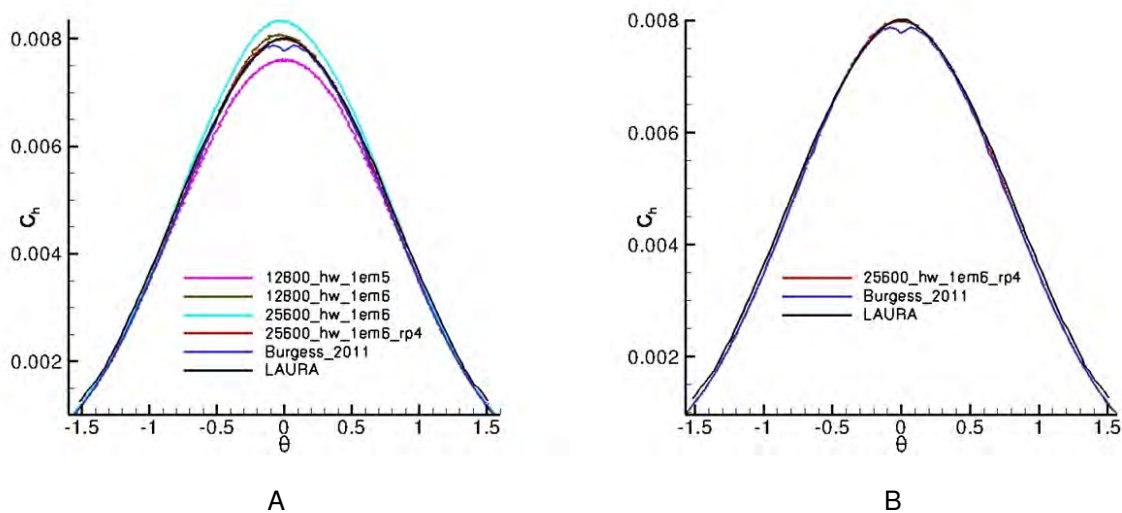 0.008
0.006
0.004
0.002
C_h
-1.5 -1 -0.5 0 0.5 1 1.5
θ
12800_hw_1em5
12800_hw_1em6
25600_hw_1em6
25600_hw_1em6_rp4
Burgess_2011
LAURA
A
0.008
0.006
0.004
0.002
C_h
-1.5 -1 -0.5 0 0.5 1 1.5
θ
25600_hw_1em6_rp4
Burgess_2011
LAURA
B